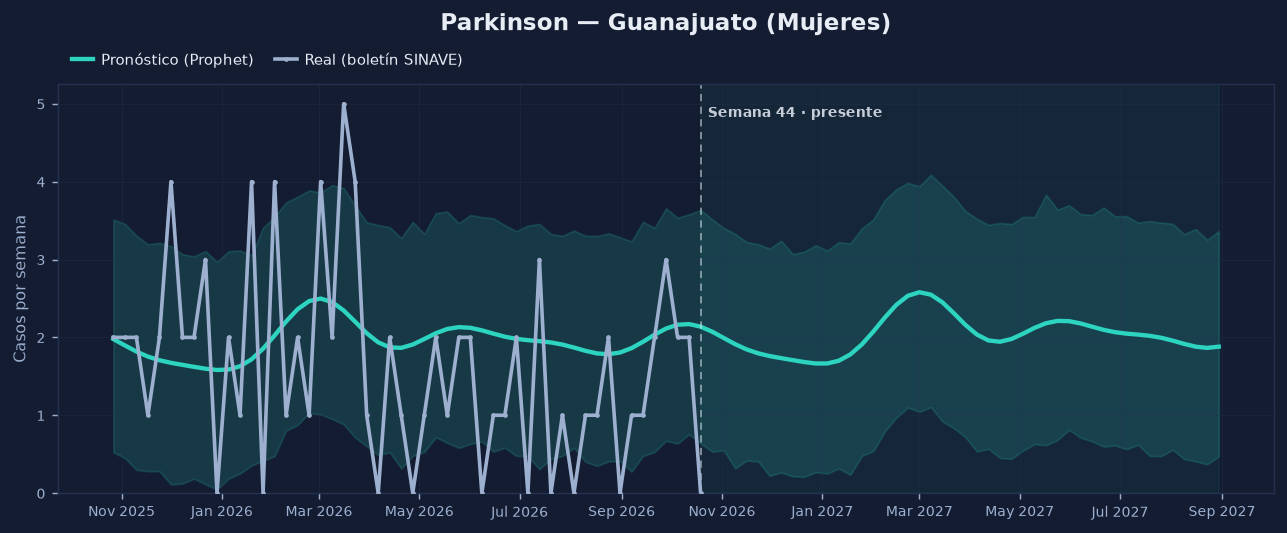 Parkinson — Guanajuato (Mujeres)
Pronóstico (Prophet)
Real (boletín SINAVE)
Semana 44 · presente
Casos por semana
5
4
3
2
1
0
Nov 2025
Jan 2026
Mar 2026
May 2026
Jul 2026
Sep 2026
Nov 2026
Jan 2027
Mar 2027
May 2027
Jul 2027
Sep 2027